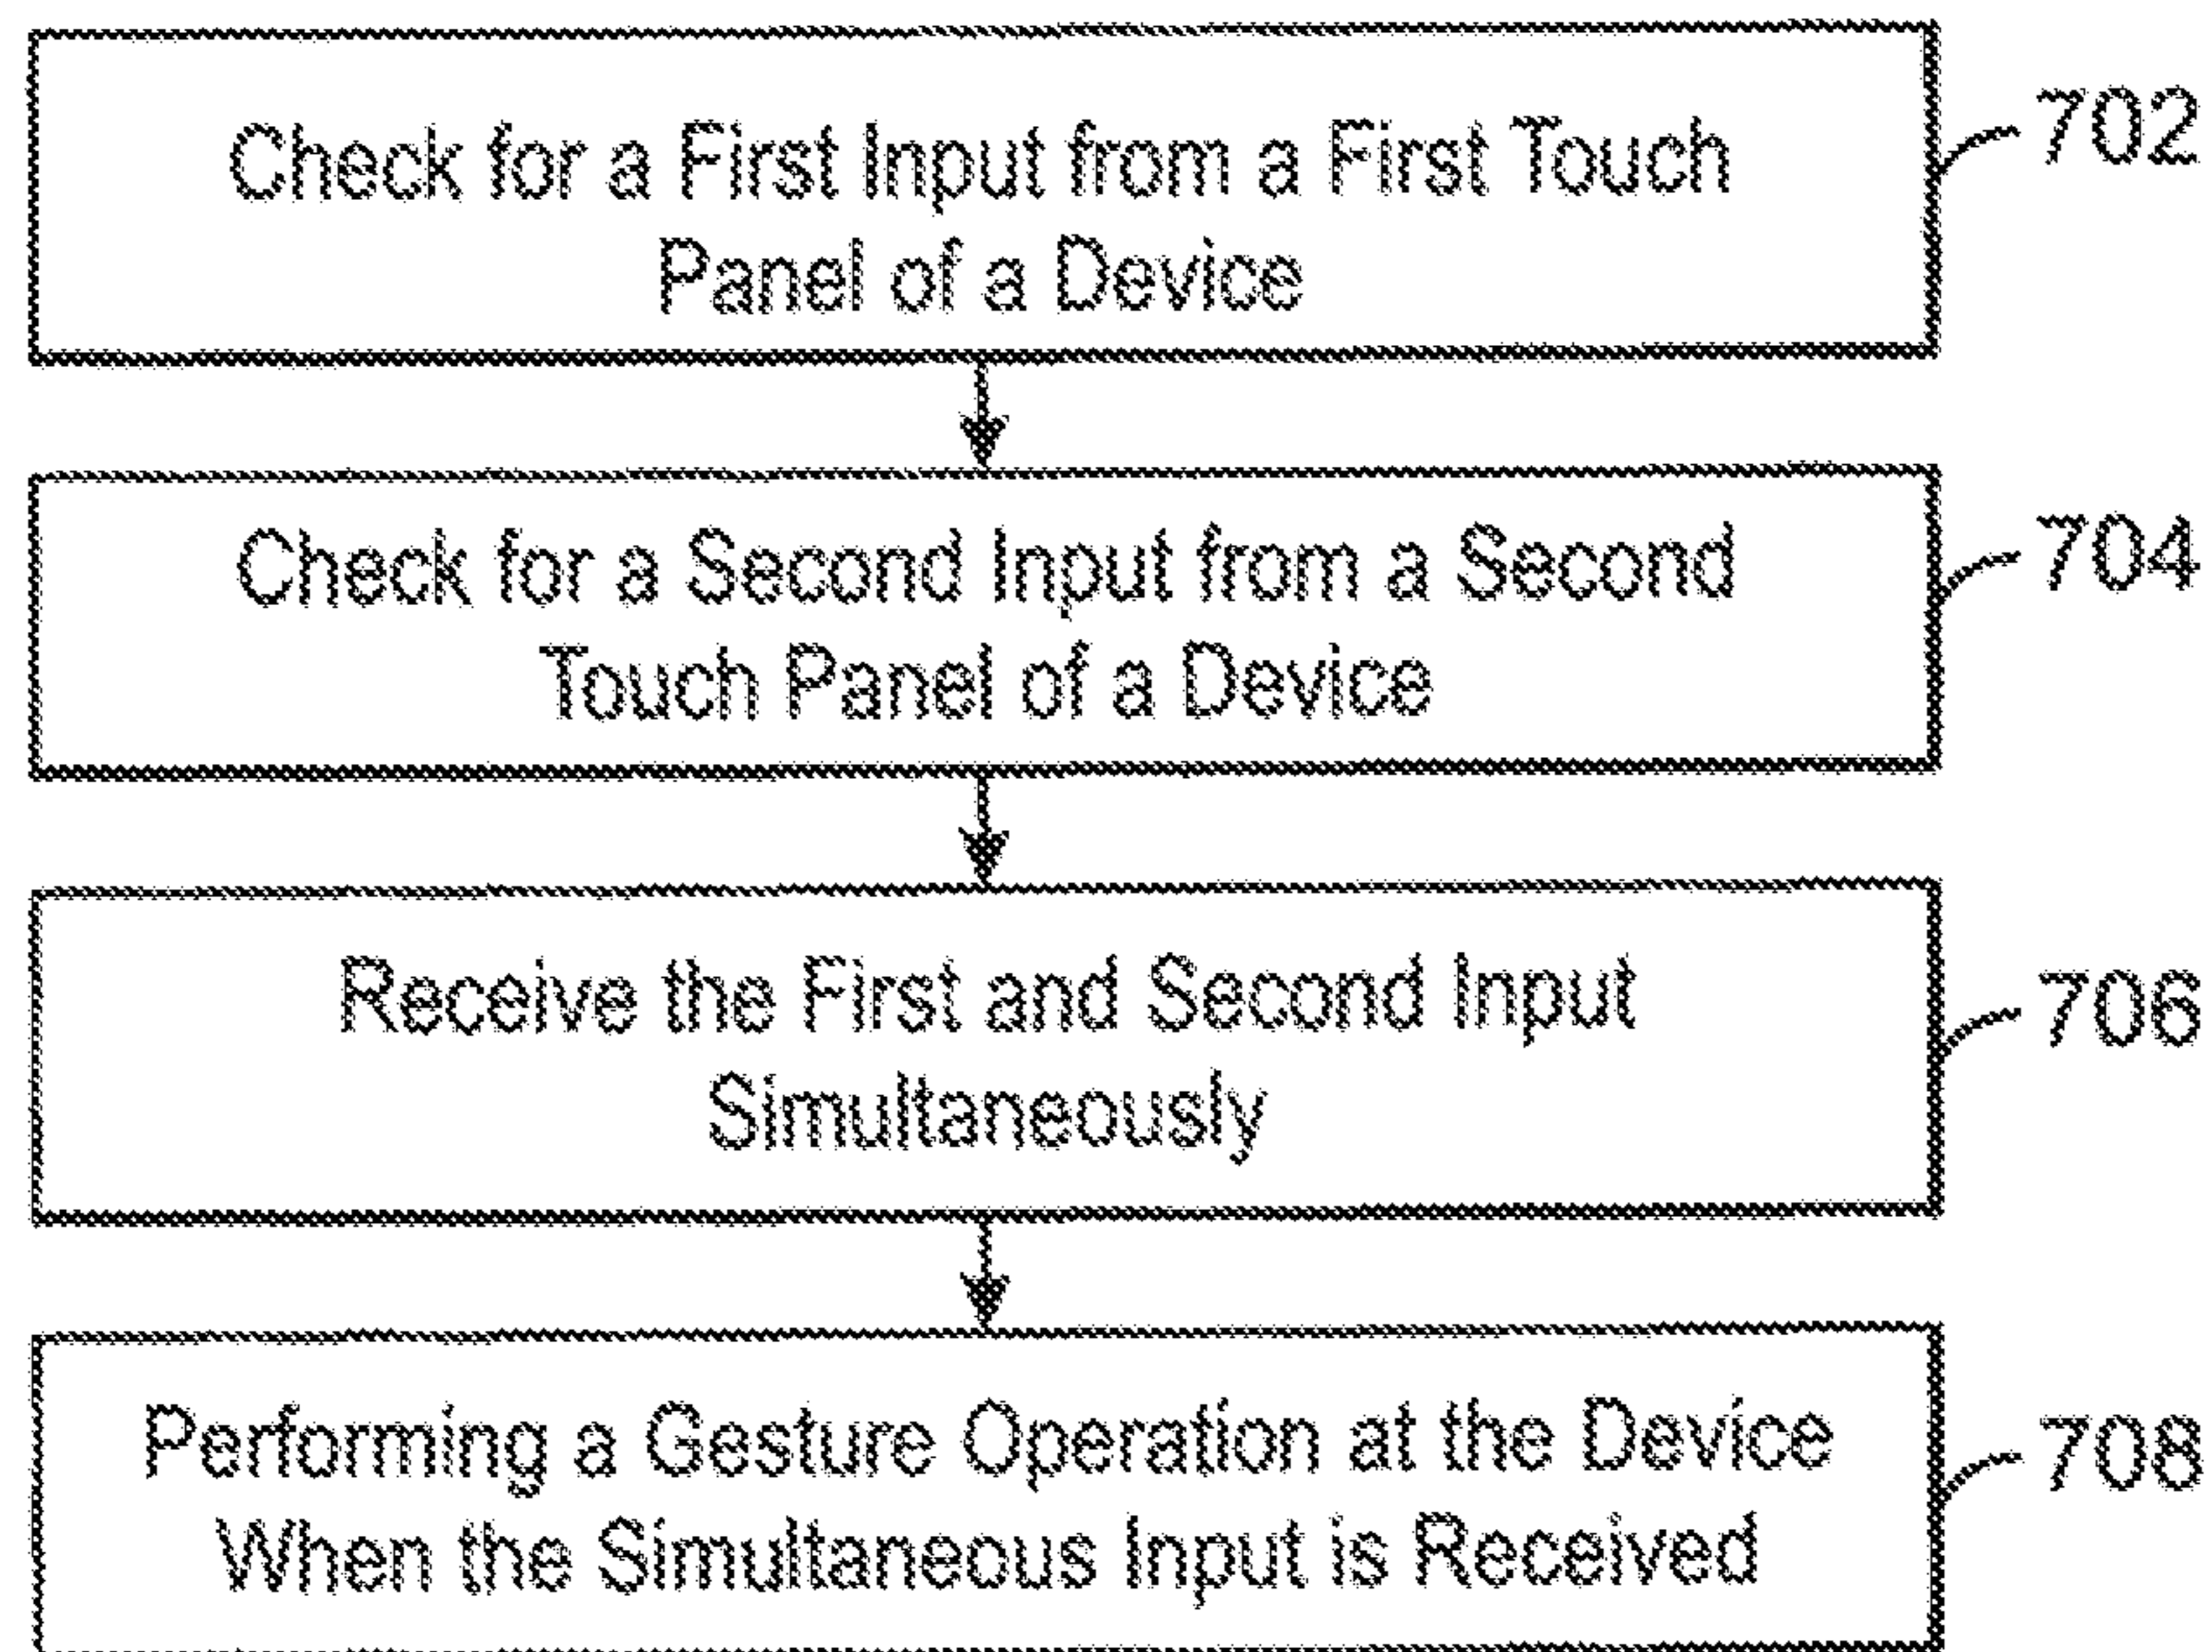 Check for a First Input from a First Touch
Panel of a Device
702
Check for a Second Input from a Second
Touch Panel of a Device
704
Receive the First and Second Input
Simultaneously
706
Performing a Gesture Operation at the Device
When the Simultaneous Input is Received
708